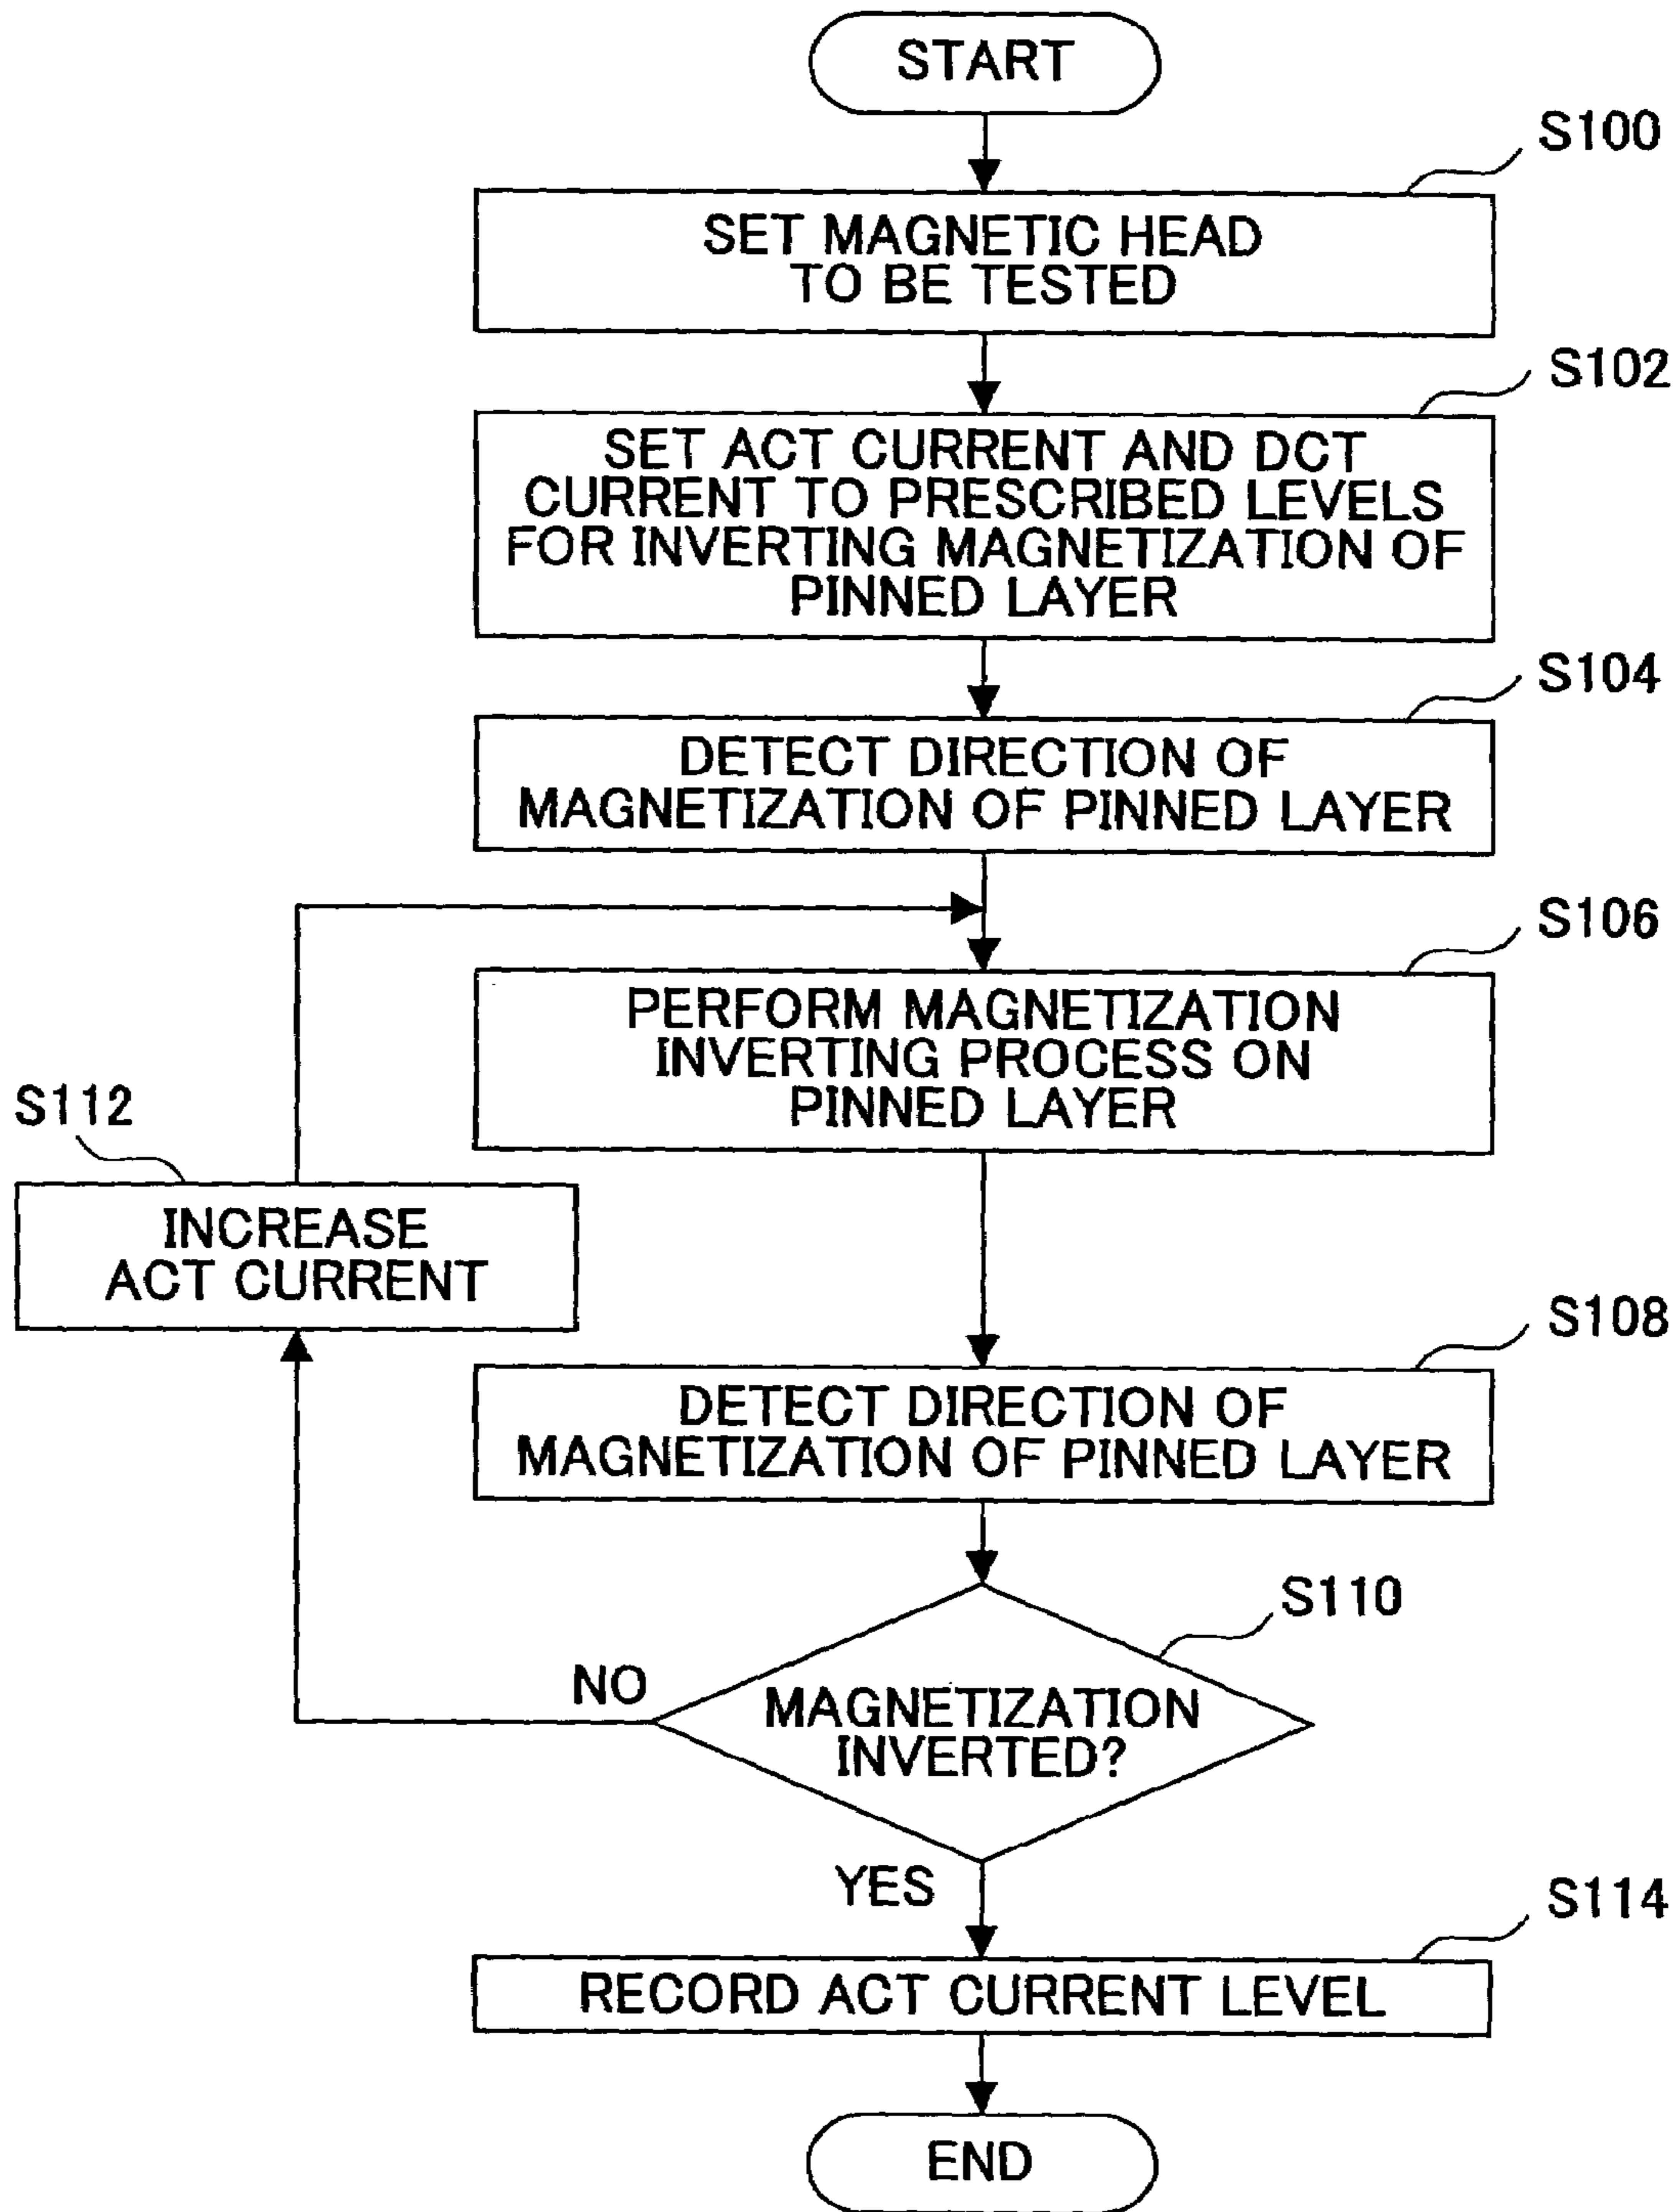 START
S100
SET MAGNETIC HEAD
TO BE TESTED
S102
SET ACT CURRENT AND DCT
CURRENT TO PRESCRIBED LEVELS
FOR INVERTING MAGNETIZATION OF
PINNED LAYER
S104
DETECT DIRECTION OF
MAGNETIZATION OF PINNED LAYER
S106
PERFORM MAGNETIZATION
INVERTING PROCESS ON
PINNED LAYER
S112
INCREASE
ACT CURRENT
S108
DETECT DIRECTION OF
MAGNETIZATION OF PINNED LAYER
S110
NO
MAGNETIZATION
INVERTED?
YES
S114
RECORD ACT CURRENT LEVEL
END